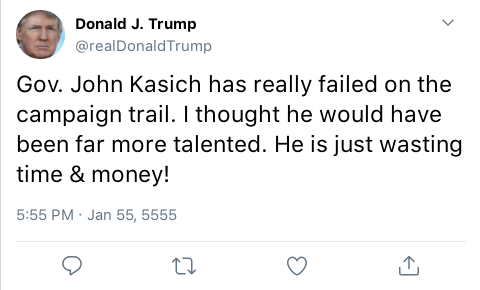 Donald J. Trump
@realDonaldTrump
Gov. John Kasich has really failed on the
campaign trail. I thought he would have
been far more talented. He is just wasting
time & money!
5:55 PM · Jan 55, 5555